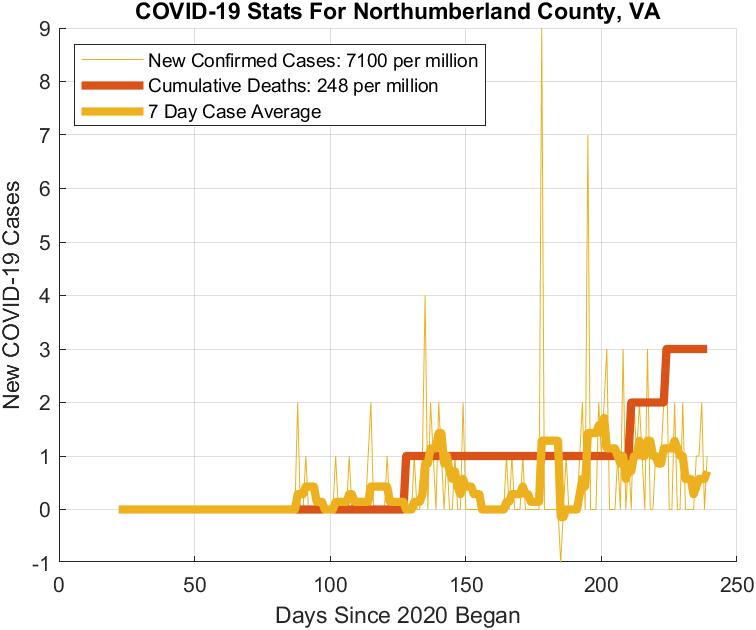 COVID-19 Stats For Northumberland County, VA
New Confirmed Cases: 7100 per million
Cumulative Deaths: 248 per million
7 Day Case Average
New COVID-19 Cases
9
8
7
6
5
4
3
2
1
0
-1
0 50 100 150 200 250
Days Since 2020 Began